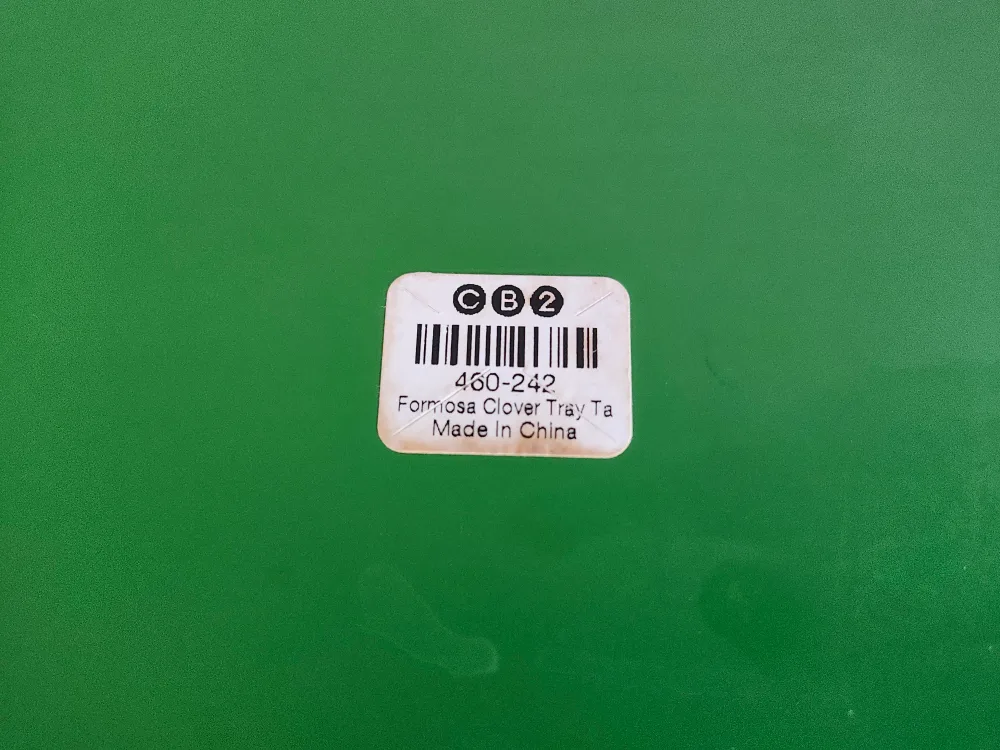 CB2
460-242
Formosa Clover Tray Ta
Made In China